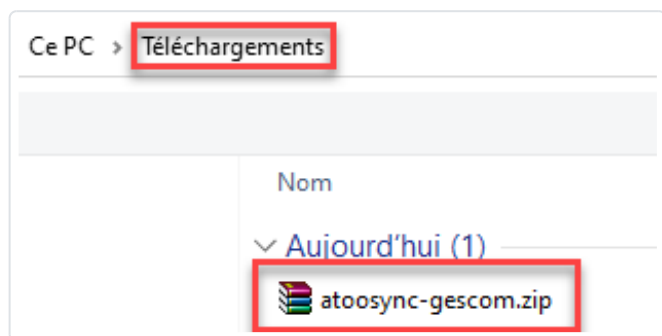 Ce PC > Téléchargements
Nom
Aujourd'hui (1)
atoosync-gescom.zip